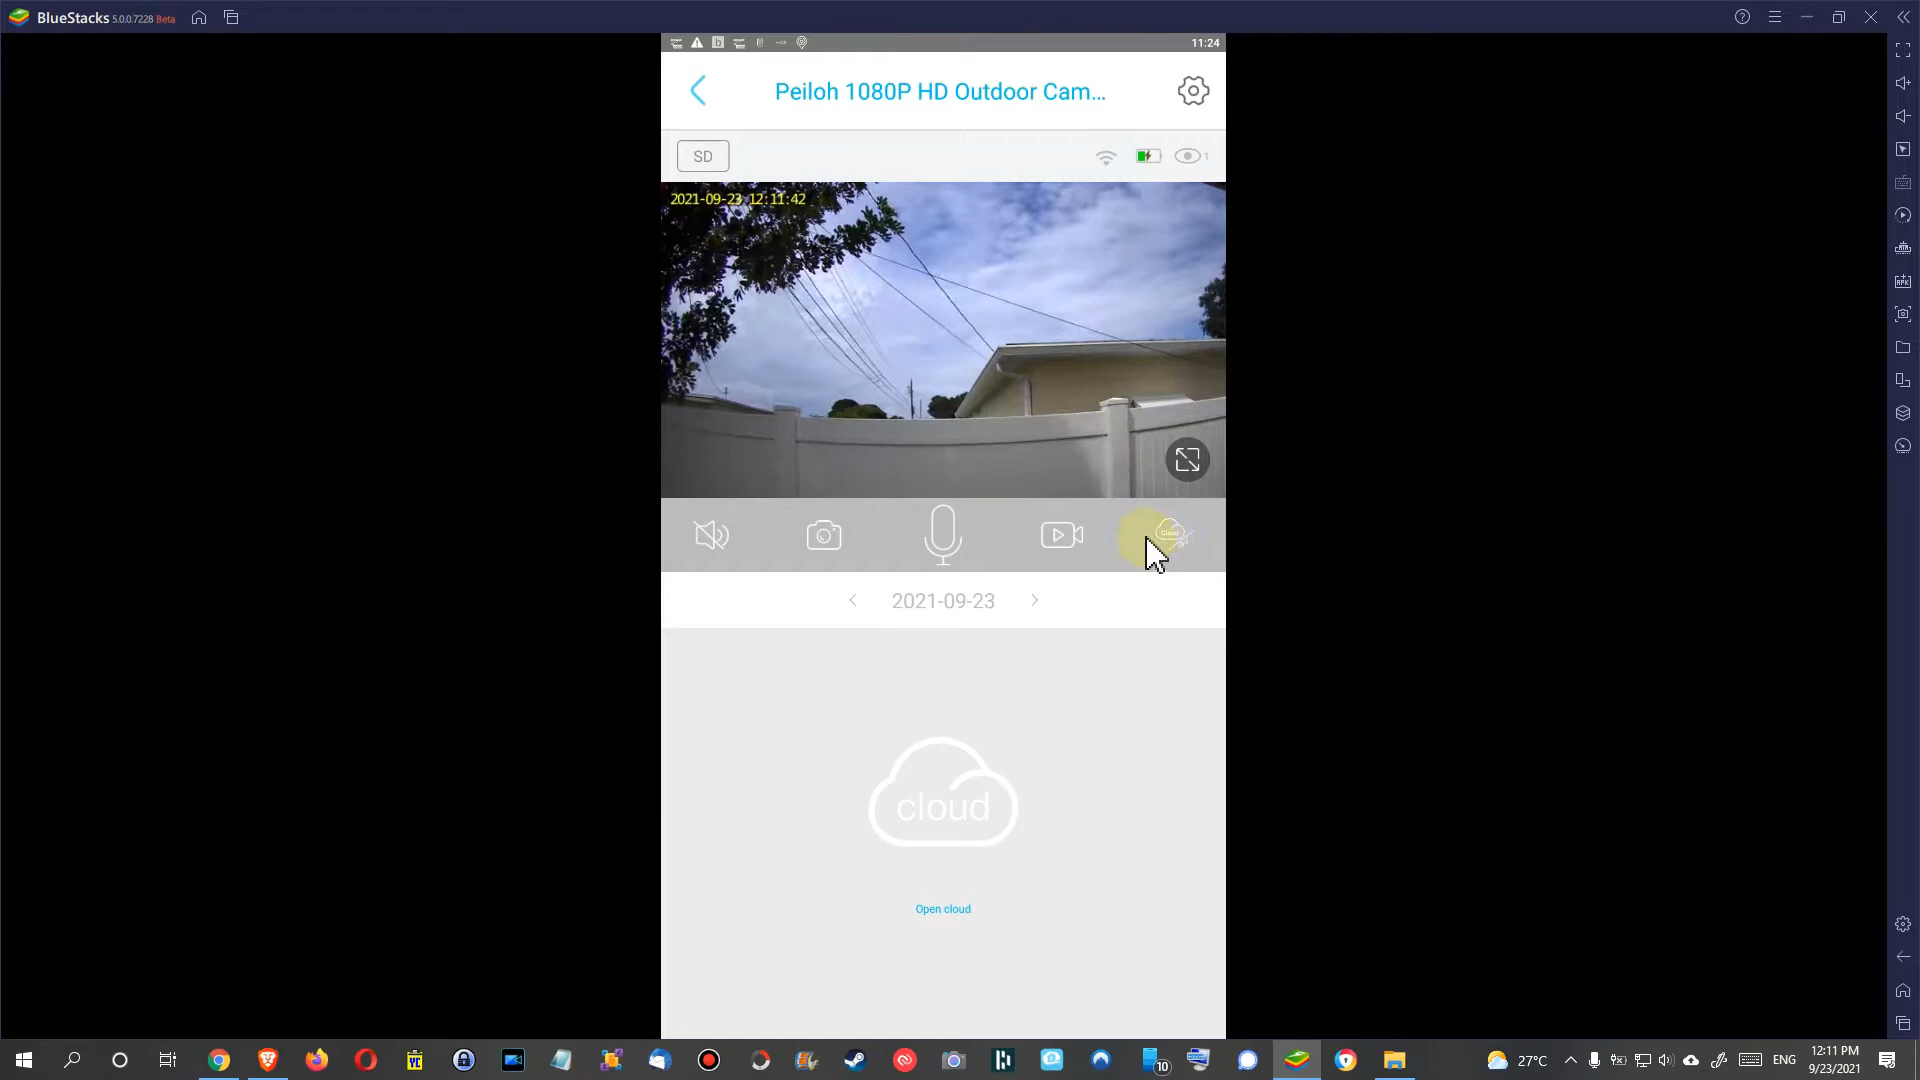 BlueStacks 5.0.0.7228 Beta
11:24
Peiloh 1080P HD Outdoor Cam...
SD
1
2021-09-23 12:11:42
Cloud
2021-09-23
cloud
Open cloud
10
27°C
ENG
12:11 PM
9/23/2021